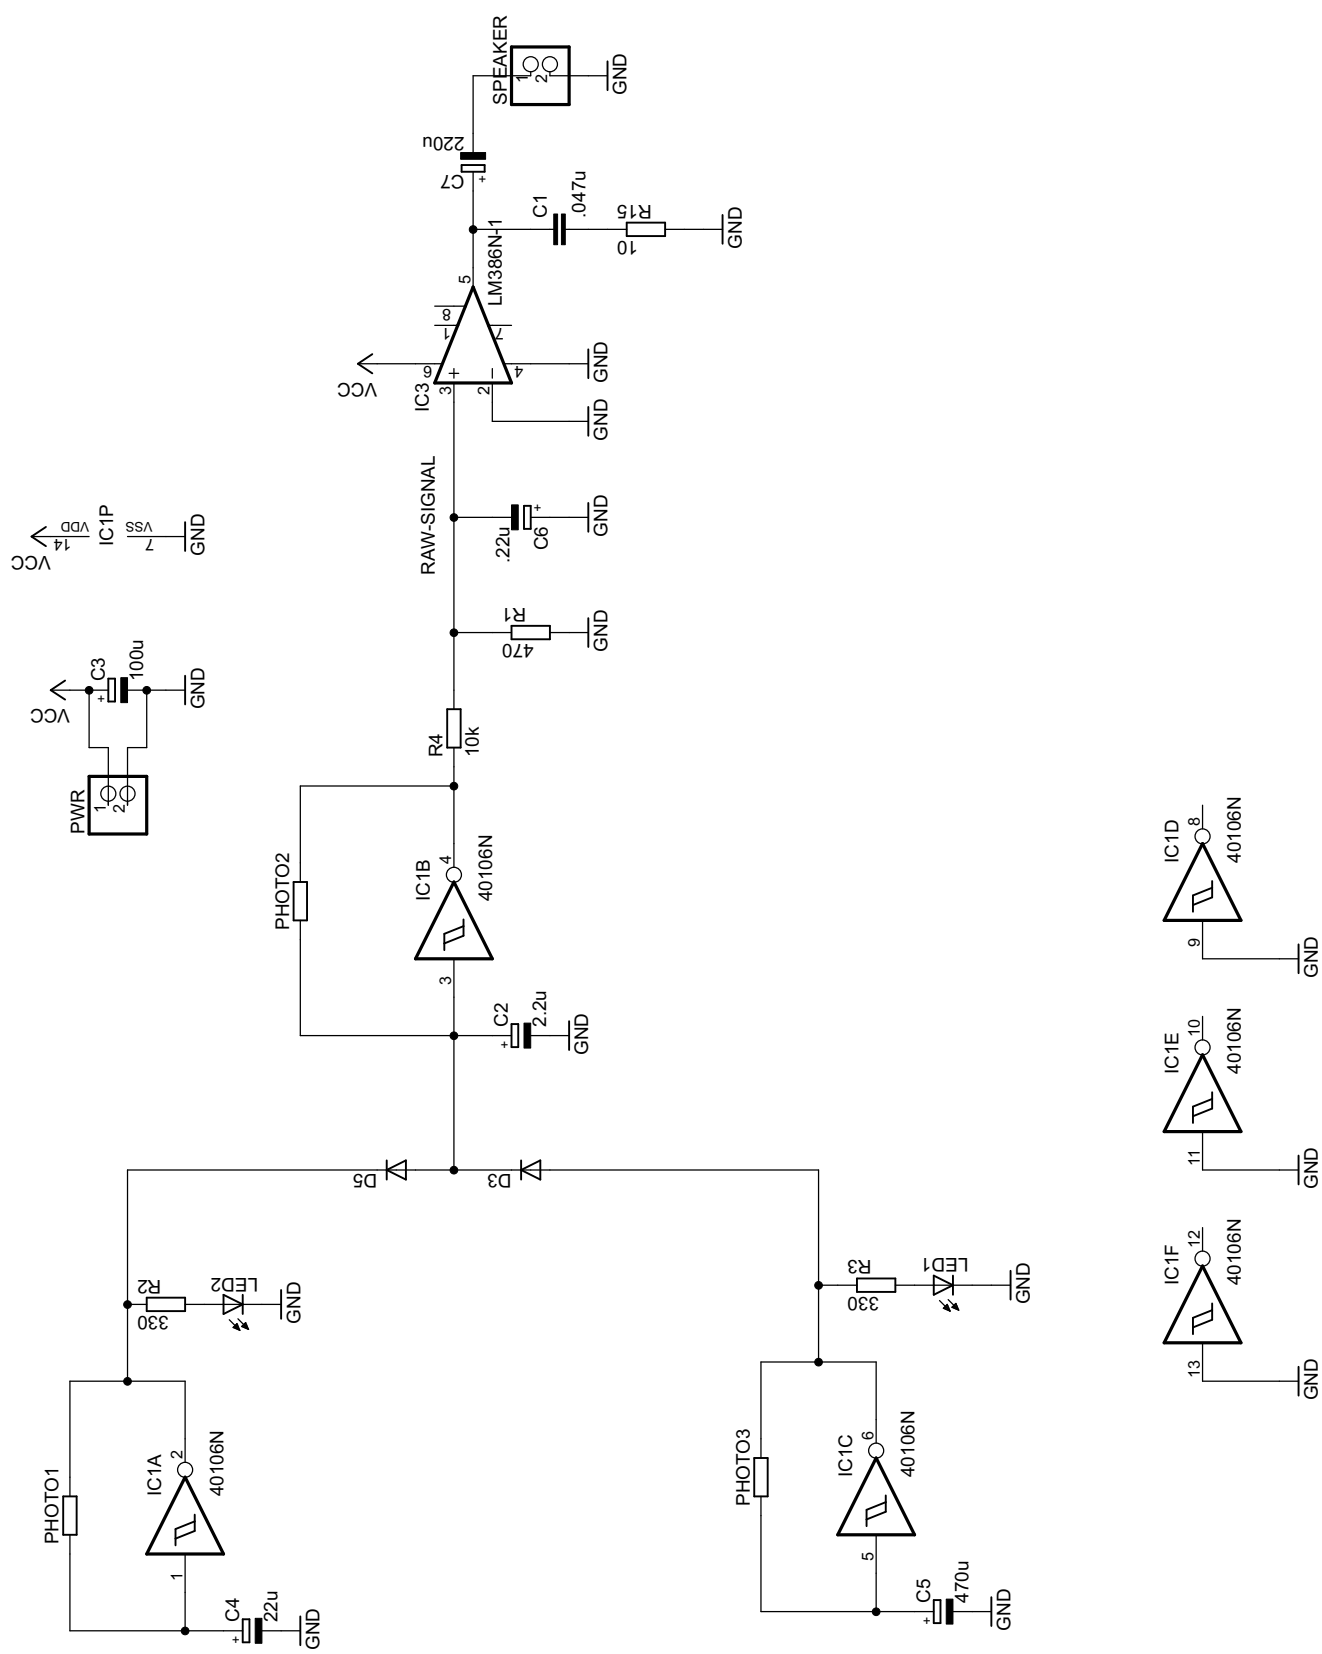 SPEAKER
1
2
GND
220u
C7
+
C1
.047u
R15
10
GND
5
LM386N-1
8
1
7
6
4
VCC
IC3
3
+
2
−
GND
GND
RAW-SIGNAL
.22u
+
C6
GND
VCC
14
VDD
IC1P
VSS
7
GND
R1
470
GND
VCC
C3
+
100u
GND
PWR
1
2
R4
10k
PHOTO2
IC1B
4
40106N
3
C2
+
2.2u
GND
D5
D3
R2
330
LED2
GND
R3
330
LED1
GND
PHOTO1
IC1A
2
40106N
1
C4
+
22u
GND
PHOTO3
IC1C
6
40106N
5
C5
+
470u
GND
IC1D
8
40106N
9
GND
IC1E
10
40106N
11
GND
IC1F
12
40106N
13
GND